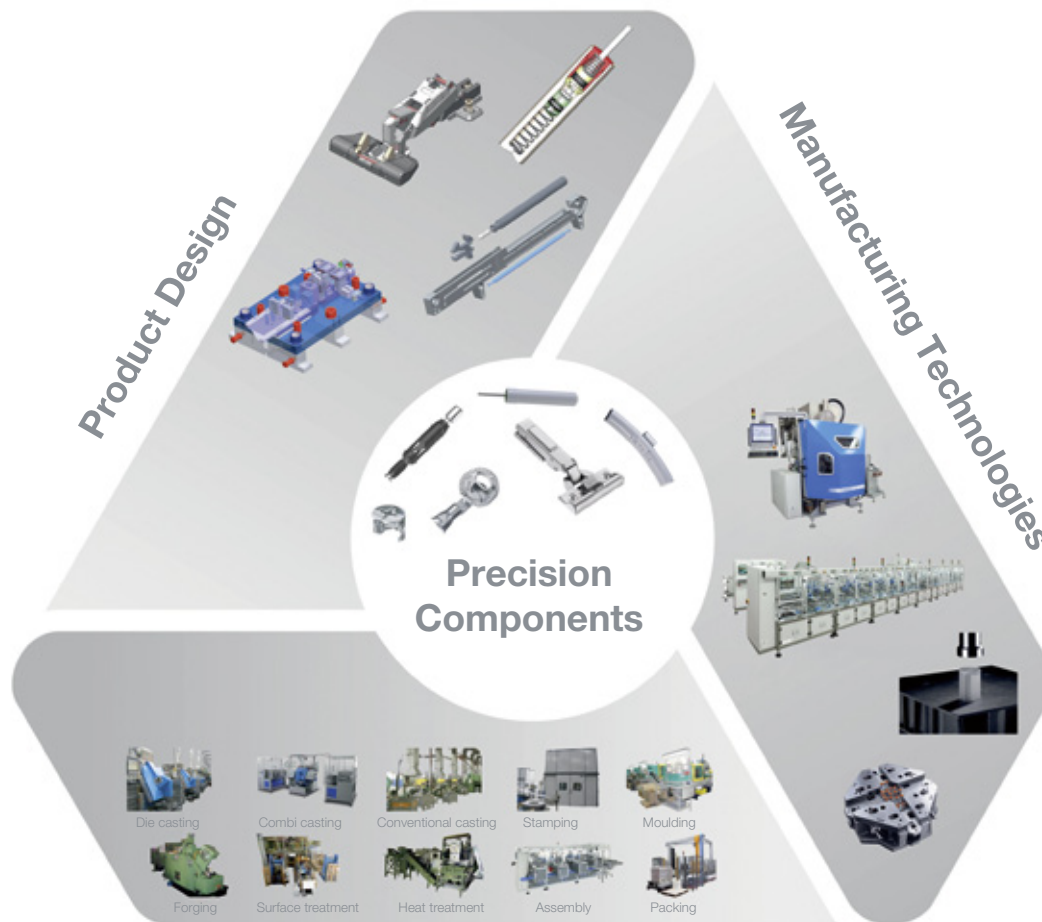 Product Design
Manufacturing Technologies
Precision
Components
Die casting
Combi casting
Conventional casting
Stamping
Moulding
Forging
Surface treatment
Heat treatment
Assembly
Packing